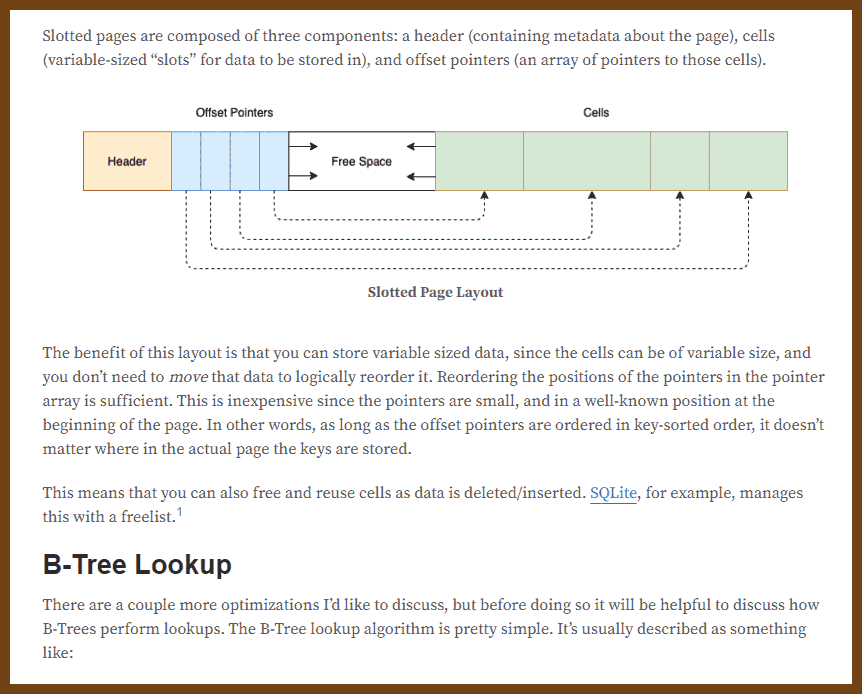 Slotted pages are composed of three components: a header (containing metadata about the page), cells
(variable-sized “slots” for data to be stored in), and offset pointers (an array of pointers to those cells).
Offset Pointers
Cells
Header
Free Space
Slotted Page Layout
The benefit of this layout is that you can store variable sized data, since the cells can be of variable size, and
you don’t need to move that data to logically reorder it. Reordering the positions of the pointers in the pointer
array is sufficient. This is inexpensive since the pointers are small, and in a well-known position at the
beginning of the page. In other words, as long as the offset pointers are ordered in key-sorted order, it doesn’t
matter where in the actual page the keys are stored.
This means that you can also free and reuse cells as data is deleted/inserted. SQLite, for example, manages
this with a freelist.1
B-Tree Lookup
There are a couple more optimizations I’d like to discuss, but before doing so it will be helpful to discuss how
B-Trees perform lookups. The B-Tree lookup algorithm is pretty simple. It’s usually described as something
like: